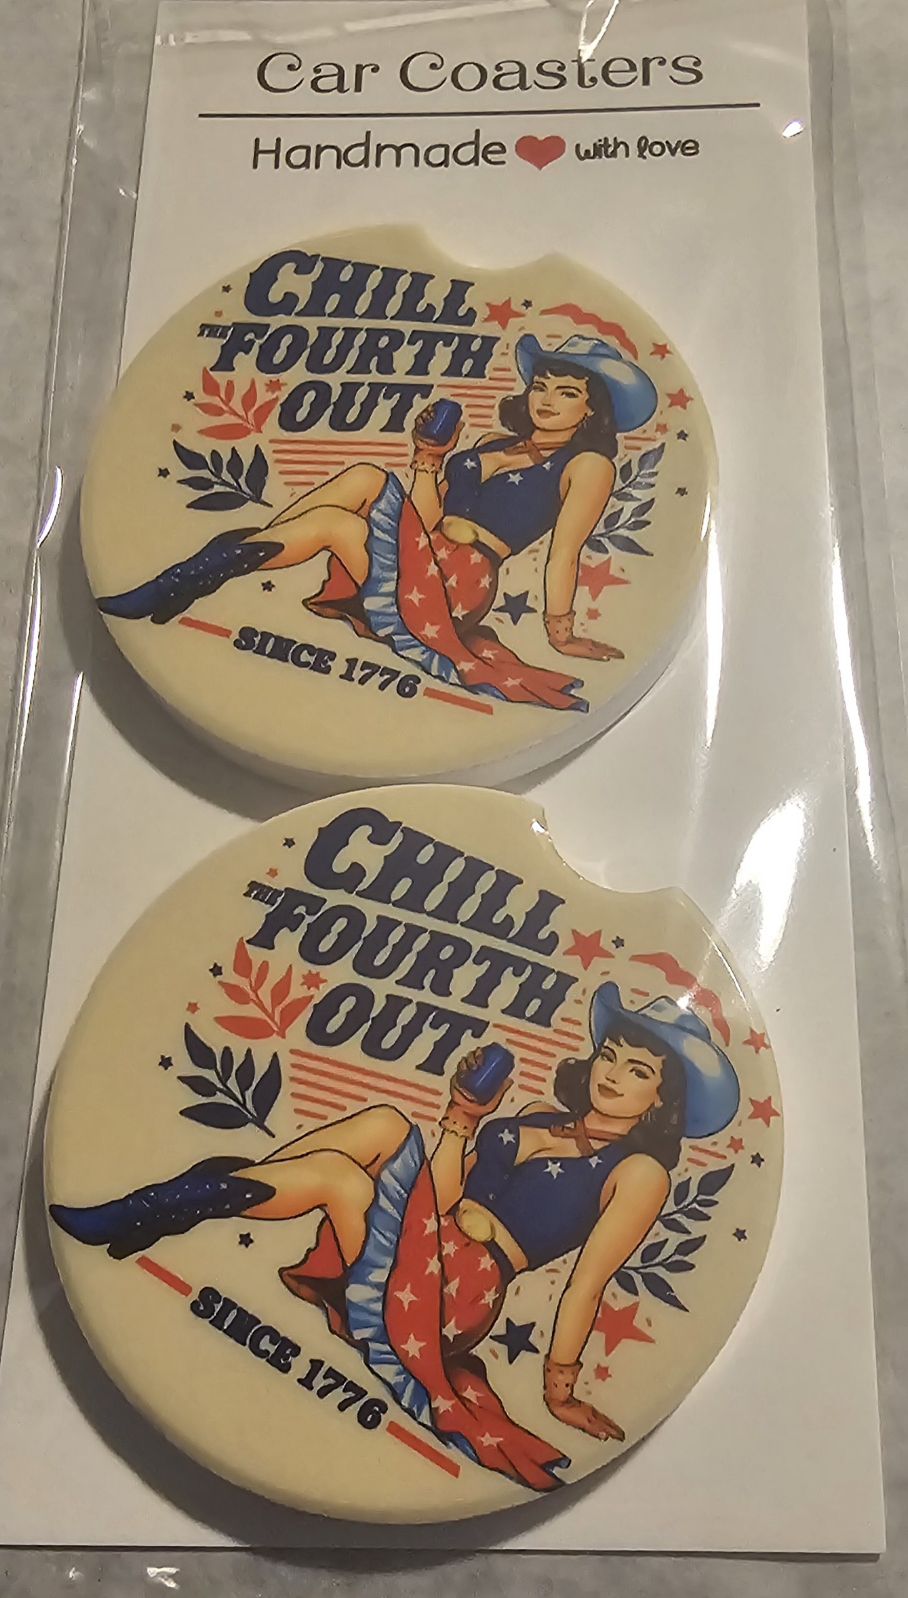 Car Coasters
Handmade with love
CHILL
THE FOURTH
OUT
SINCE 1776
CHILL
THE FOURTH
OUT
SINCE 1776